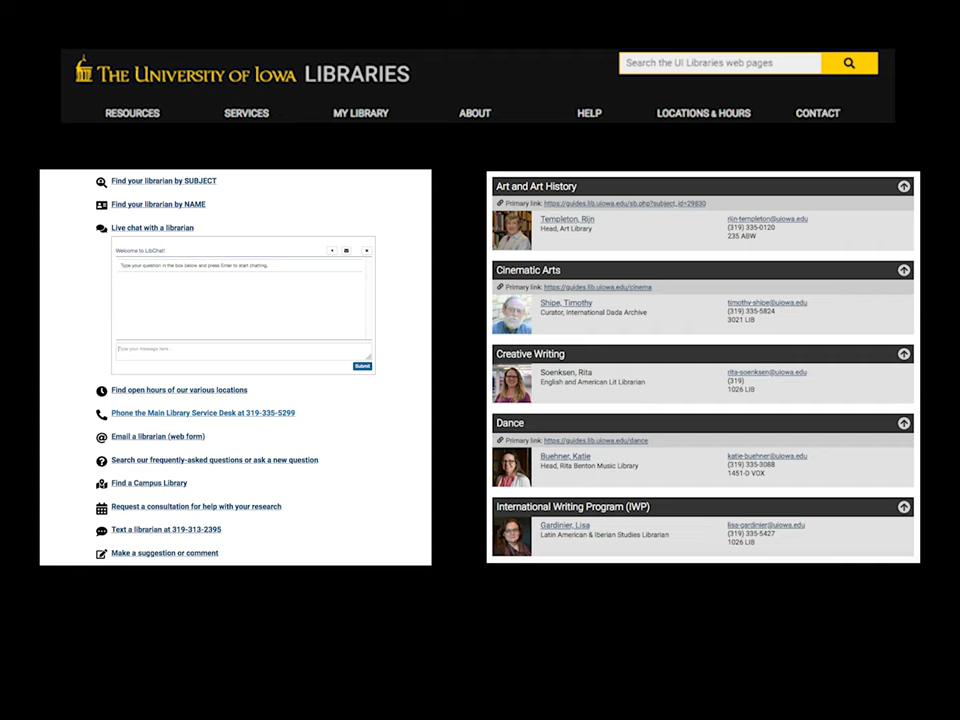 THE UNIVERSITY OF IOWA LIBRARIES
Search the UI Libraries web pages
RESOURCES SERVICES MY LIBRARY ABOUT HELP LOCATIONS & HOURS CONTACT
Find your librarian by SUBJECT
Find your librarian by NAME
Live chat with a librarian
Welcome to LibChat!
Type your question in the box below and press Enter to start chatting.
Type your message here...
Submit
Find open hours of our various locations
Phone the Main Library Service Desk at 319-335-5299
Email a librarian (web form)
Search our frequently-asked questions or ask a new question
Find a Campus Library
Request a consultation for help with your research
Text a librarian at 319-313-2395
Make a suggestion or comment
Art and Art History
Primary link: https://guides.lib.uiowa.edu/sb.php?subject_id=29830
Templeton, Rijn rijn-templeton@uiowa.edu
Head, Art Library (319) 335-0120
235 ABW
Cinematic Arts
Primary link: https://guides.lib.uiowa.edu/cinema
Shipe, Timothy timothy-shipe@uiowa.edu
Curator, International Dada Archive (319) 335-5824
3021 LIB
Creative Writing
Soenksen, Rita rita-soenksen@uiowa.edu
English and American Lit Librarian (319)
1026 LIB
Dance
Primary link: https://guides.lib.uiowa.edu/dance
Buehner, Katie katie-buehner@uiowa.edu
Head, Rita Benton Music Library (319) 335-3088
1451-D VOX
International Writing Program (IWP)
Gardinier, Lisa lisa-gardinier@uiowa.edu
Latin American & Iberian Studies Librarian (319) 335-5427
1026 LIB